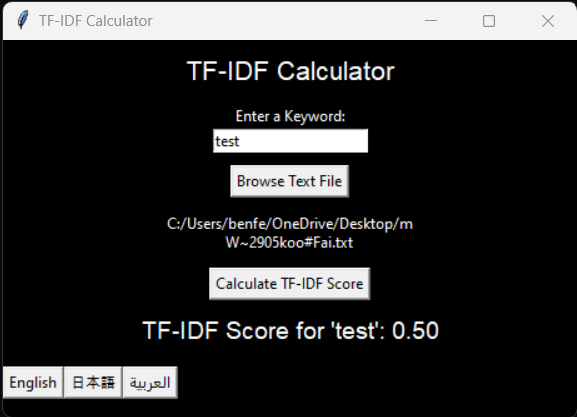 TF-IDF Calculator
TF-IDF Calculator
Enter a Keyword:
test
Browse Text File
C:/Users/benfe/OneDrive/Desktop/m
W~2905koo#Fai.txt
Calculate TF-IDF Score
TF-IDF Score for 'test': 0.50
English 日本語 العربية